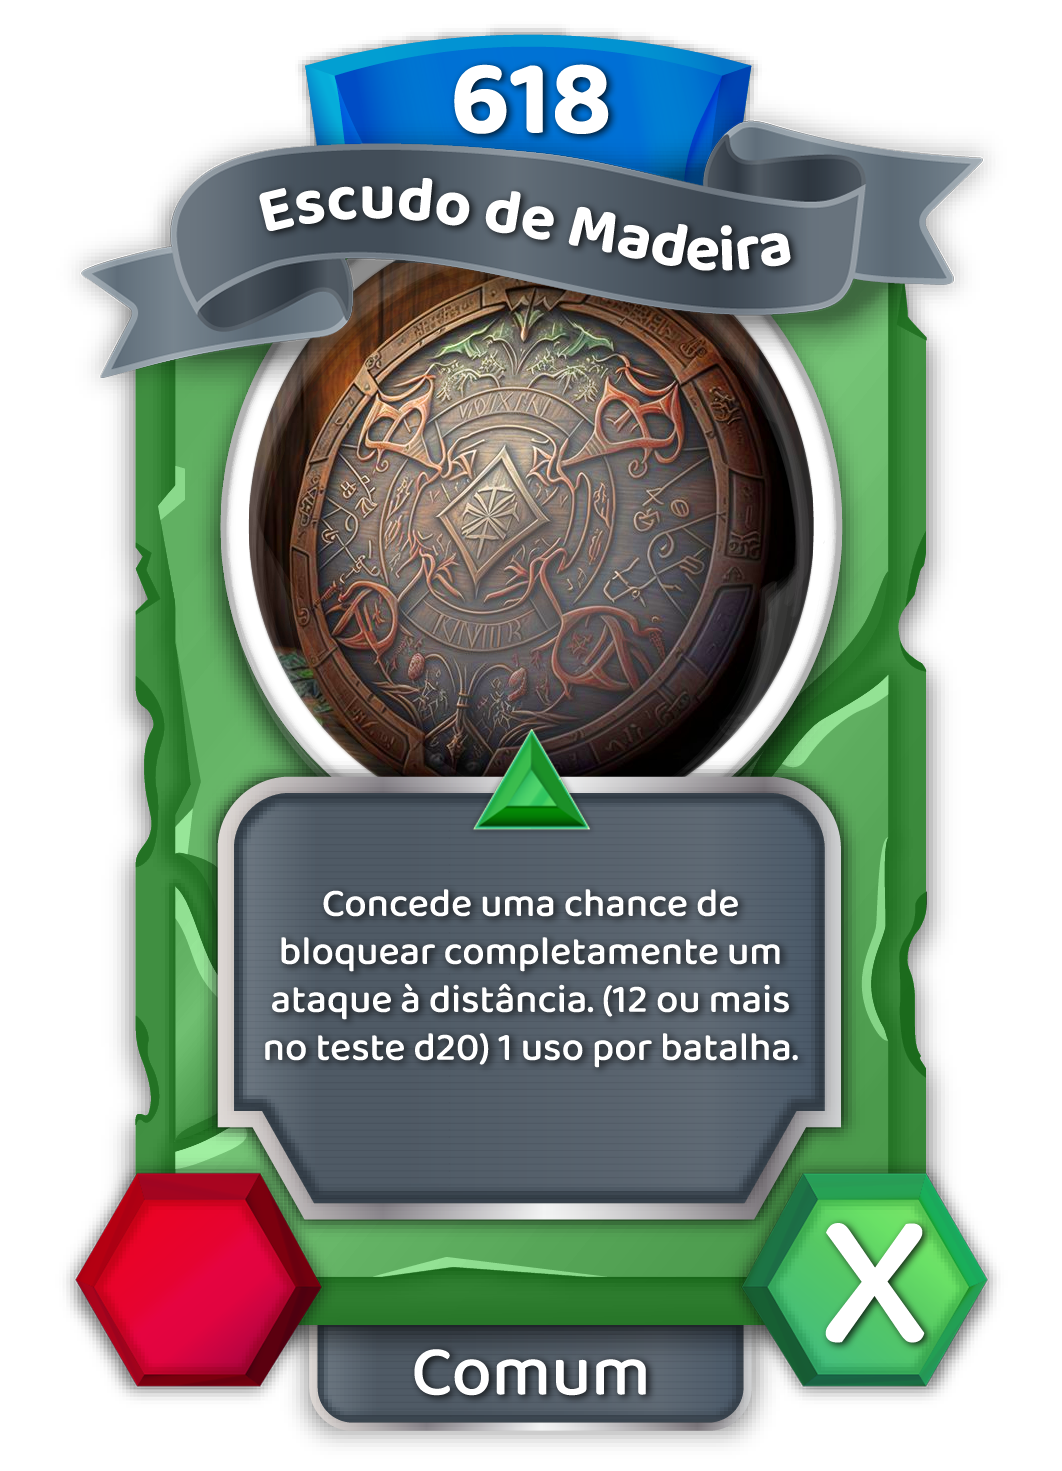 618
Escudo de Madeira
Concede uma chance de
bloquear completamente um
ataque à distância. (12 ou mais
no teste d20) 1 uso por batalha.
X
Comum